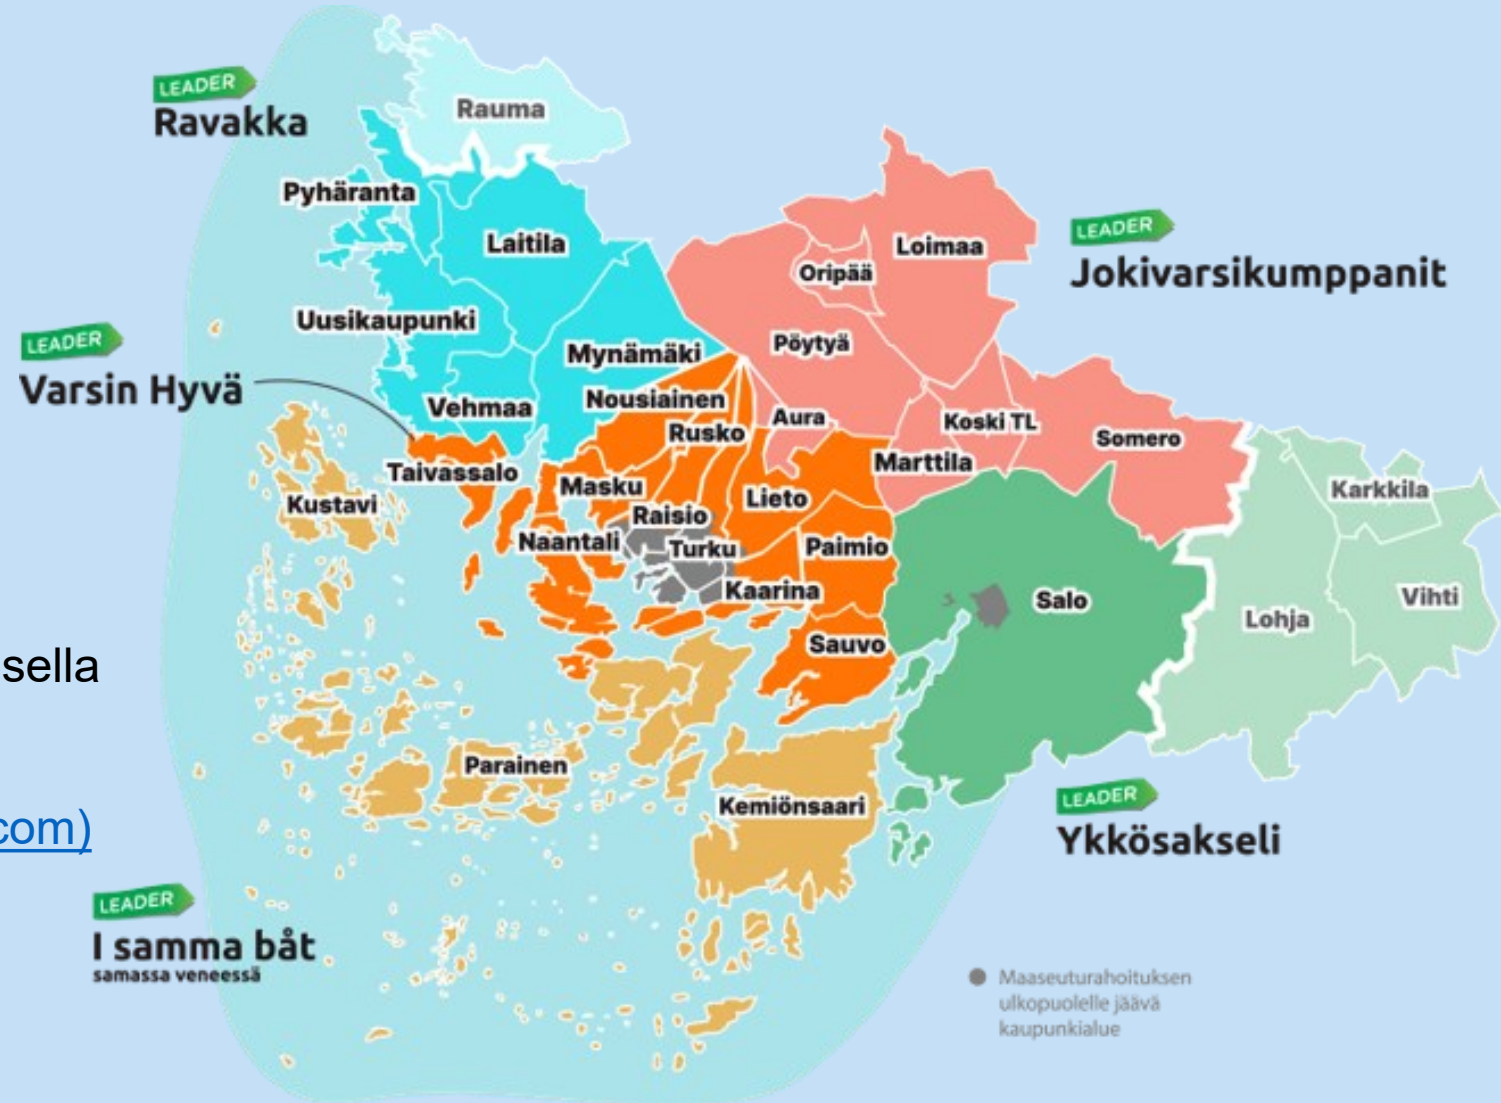 LEADER
Ravakka
Rauma
Pyhäranta
Laitila
Uusikaupunki
Mynämäki
Vehmaa
LEADER
Jokivarsikumppanit
Loimaa
Oripää
Pöytyä
Aura
Koski TL
Marttila
Somero
LEADER
Varsin Hyvä
Nousiainen
Rusko
Taivassalo
Masku
Lieto
Raisio
Naantali
Turku
Paimio
Kaarina
Sauvo
Kustavi
Salo
Karkkila
Vihti
Lohja
sella
Parainen
Kemiönsaari
com)
LEADER
Ykkösakseli
LEADER
I samma båt
samassa veneessä
Maaseuturahoituksen
ulkopuolelle jäävä
kaupunkialue